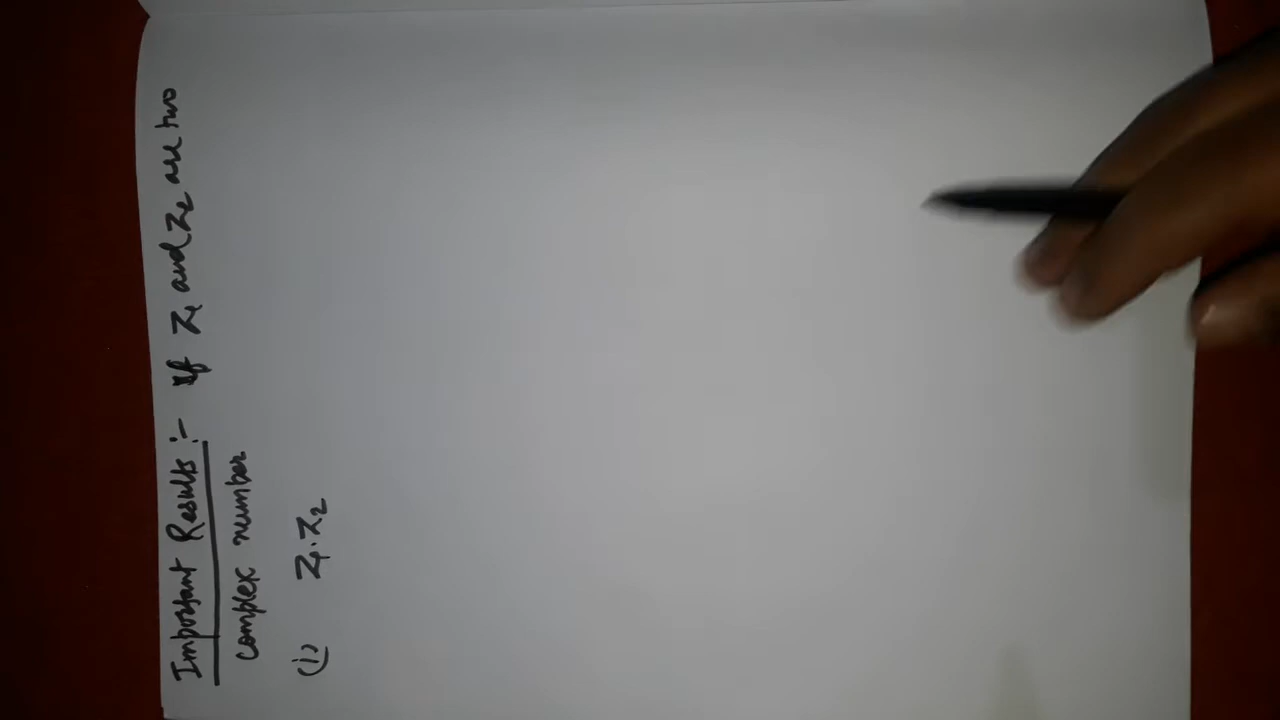 Important Results :- If Z1 and Z2 are two
complex number
(i) Z1.Z2